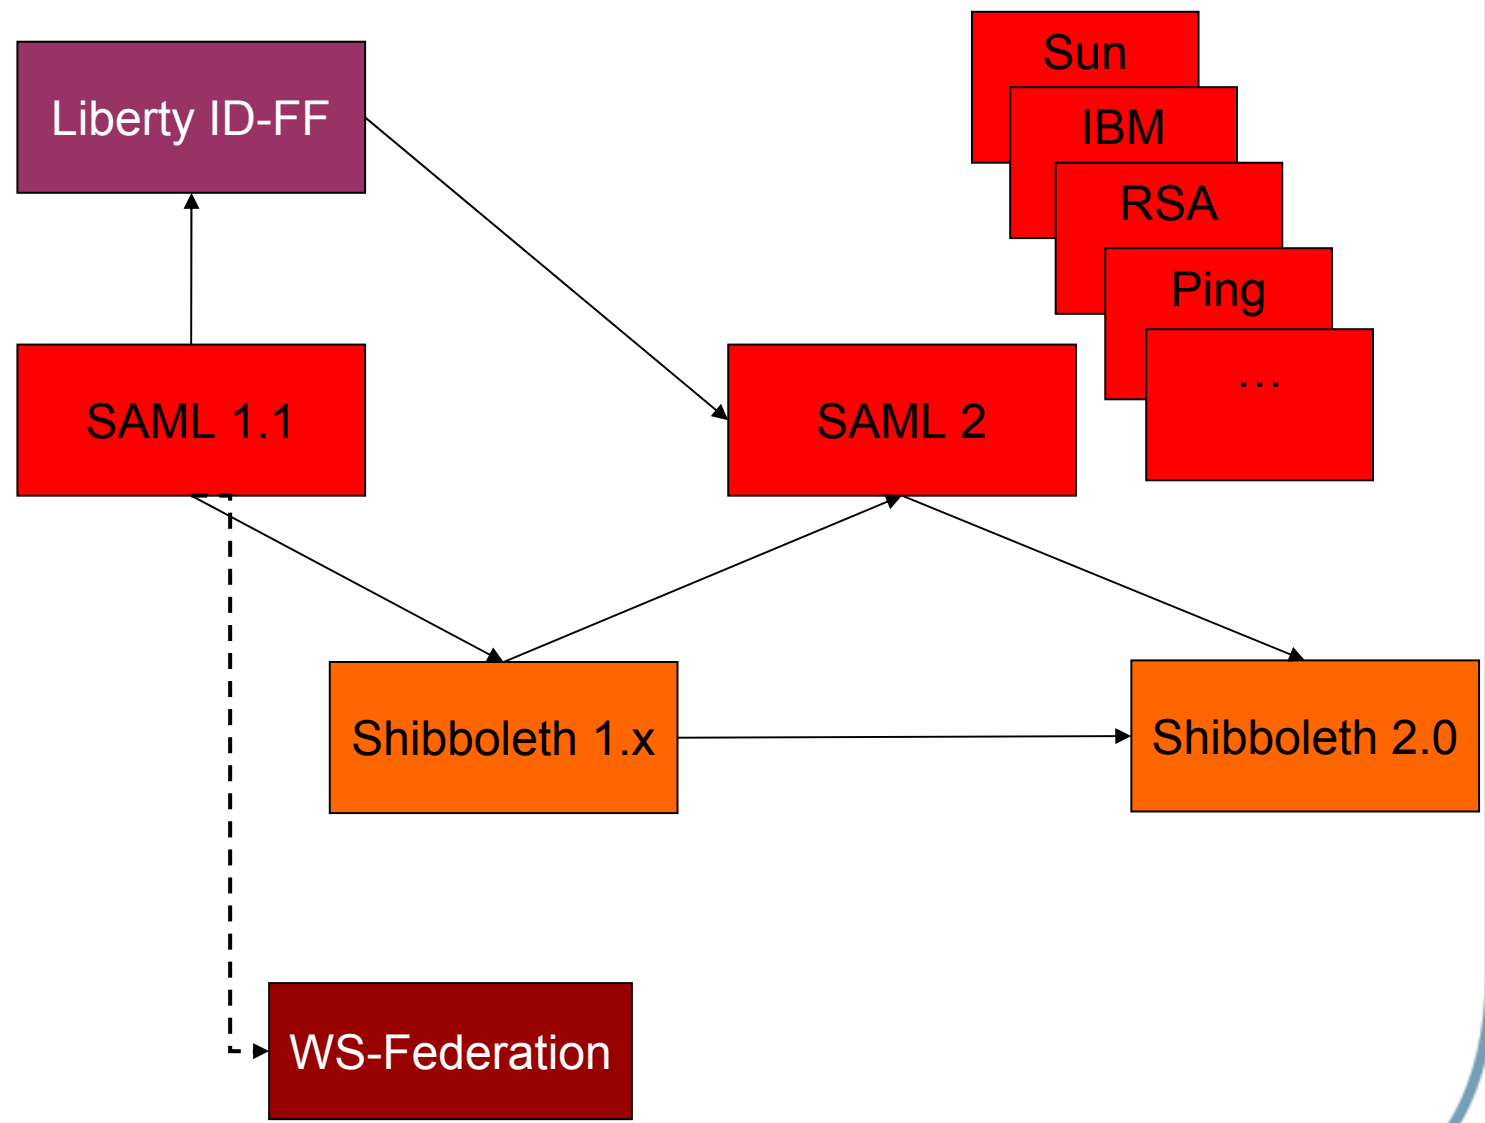 Liberty ID-FF
Sun
IBM
RSA
Ping
…
SAML 1.1
SAML 2
Shibboleth 1.x
Shibboleth 2.0
WS-Federation